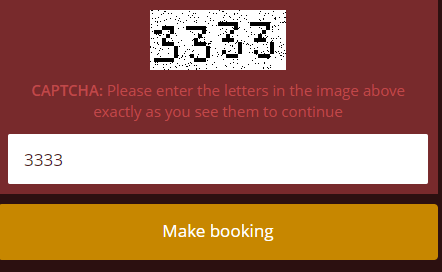 3333
CAPTCHA: Please enter the letters in the image above
exactly as you see them to continue
3333
Make booking